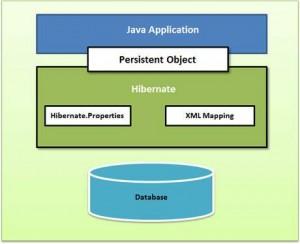 Java Application
Persistent Object
Hibernate
Hibernate.Properties
XML Mapping
Database